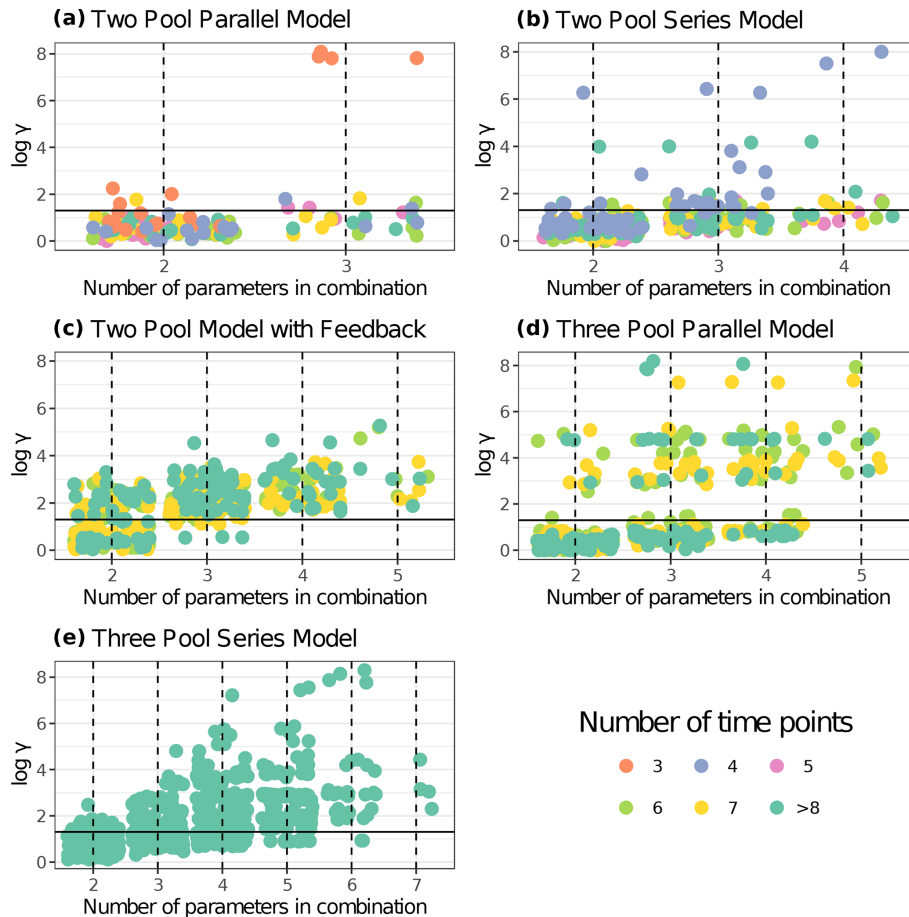 (a) Two Pool Parallel Model
8
6
4
2
0
log γ
2 3
Number of parameters in combination
(b) Two Pool Series Model
8
6
4
2
0
log γ
2 3 4
Number of parameters in combination
(c) Two Pool Model with Feedback
8
6
4
2
0
log γ
2 3 4 5
Number of parameters in combination
(d) Three Pool Parallel Model
8
6
4
2
0
log γ
2 3 4 5
Number of parameters in combination
(e) Three Pool Series Model
8
6
4
2
0
log γ
2 3 4 5 6 7
Number of parameters in combination
Number of time points
3 4 5
6 7 >8